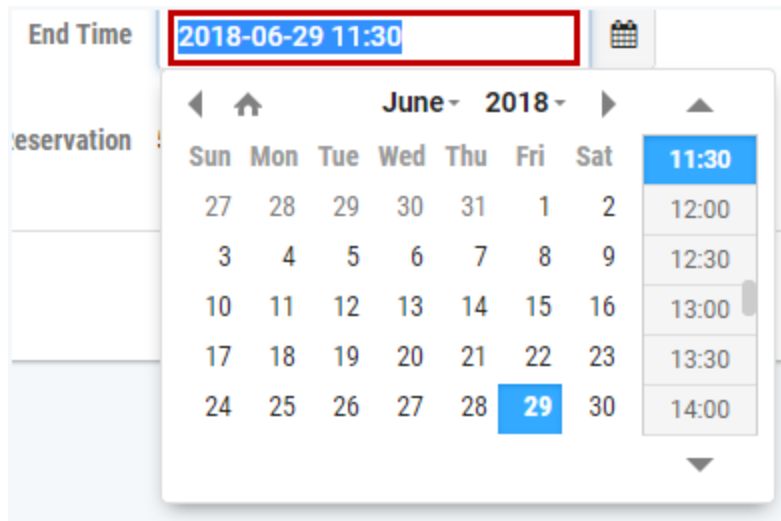 End Time 2018-06-29 11:30
June 2018
eservation
Sun Mon Tue Wed Thu Fri Sat 11:30
27 28 29 30 31 1 2 12:00
3 4 5 6 7 8 9 12:30
10 11 12 13 14 15 16 13:00
17 18 19 20 21 22 23 13:30
24 25 26 27 28 29 30 14:00